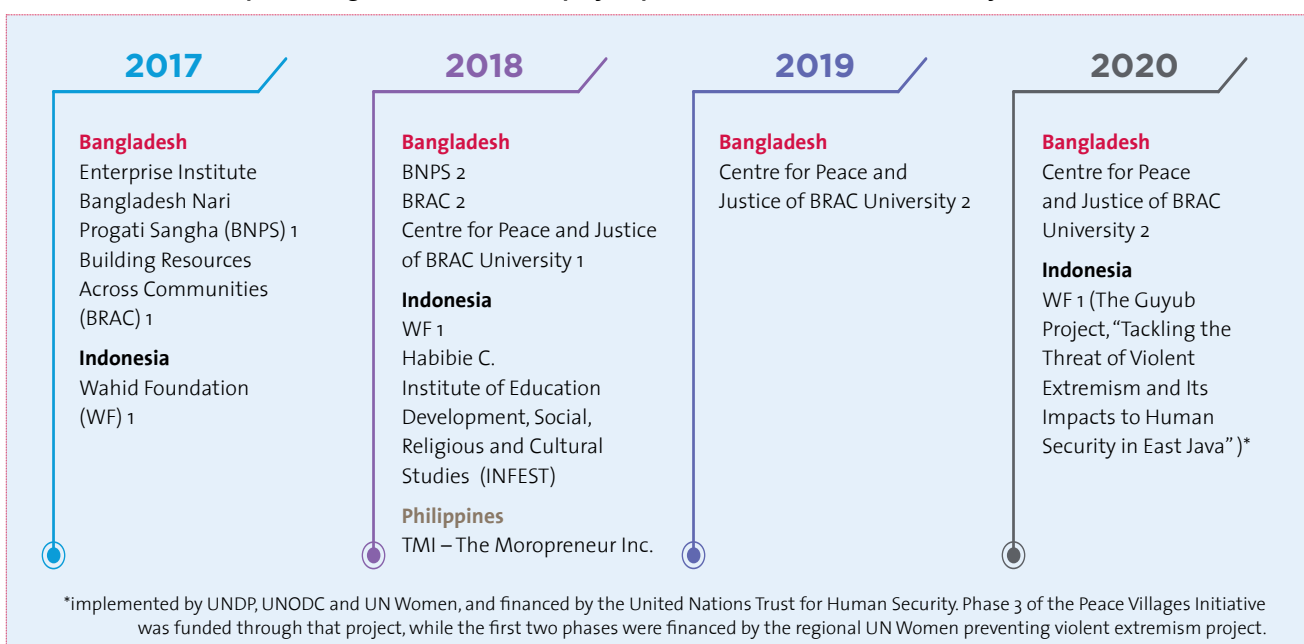 2017
Bangladesh
Enterprise Institute
Bangladesh Nari
Progati Sangha (BNPS) 1
Building Resources
Across Communities
(BRAC) 1
Indonesia
Wahid Foundation
(WF) 1
2018
Bangladesh
BNPS 2
BRAC 2
Centre for Peace and Justice
of BRAC University 1
Indonesia
WF 1
Habibie C.
Institute of Education
Development, Social,
Religious and Cultural
Studies (INFEST)
Philippines
TMI – The Moropreneur Inc.
2019
Bangladesh
Centre for Peace and
Justice of BRAC University 2
2020
Bangladesh
Centre for Peace
and Justice of BRAC
University 2
Indonesia
WF 1 (The Guyub
Project, “Tackling the
Threat of Violent
Extremism and Its
Impacts to Human
Security in East Java” )*
*implemented by UNDP, UNODC and UN Women, and financed by the United Nations Trust for Human Security. Phase 3 of the Peace Villages Initiative
was funded through that project, while the first two phases were financed by the regional UN Women preventing violent extremism project.